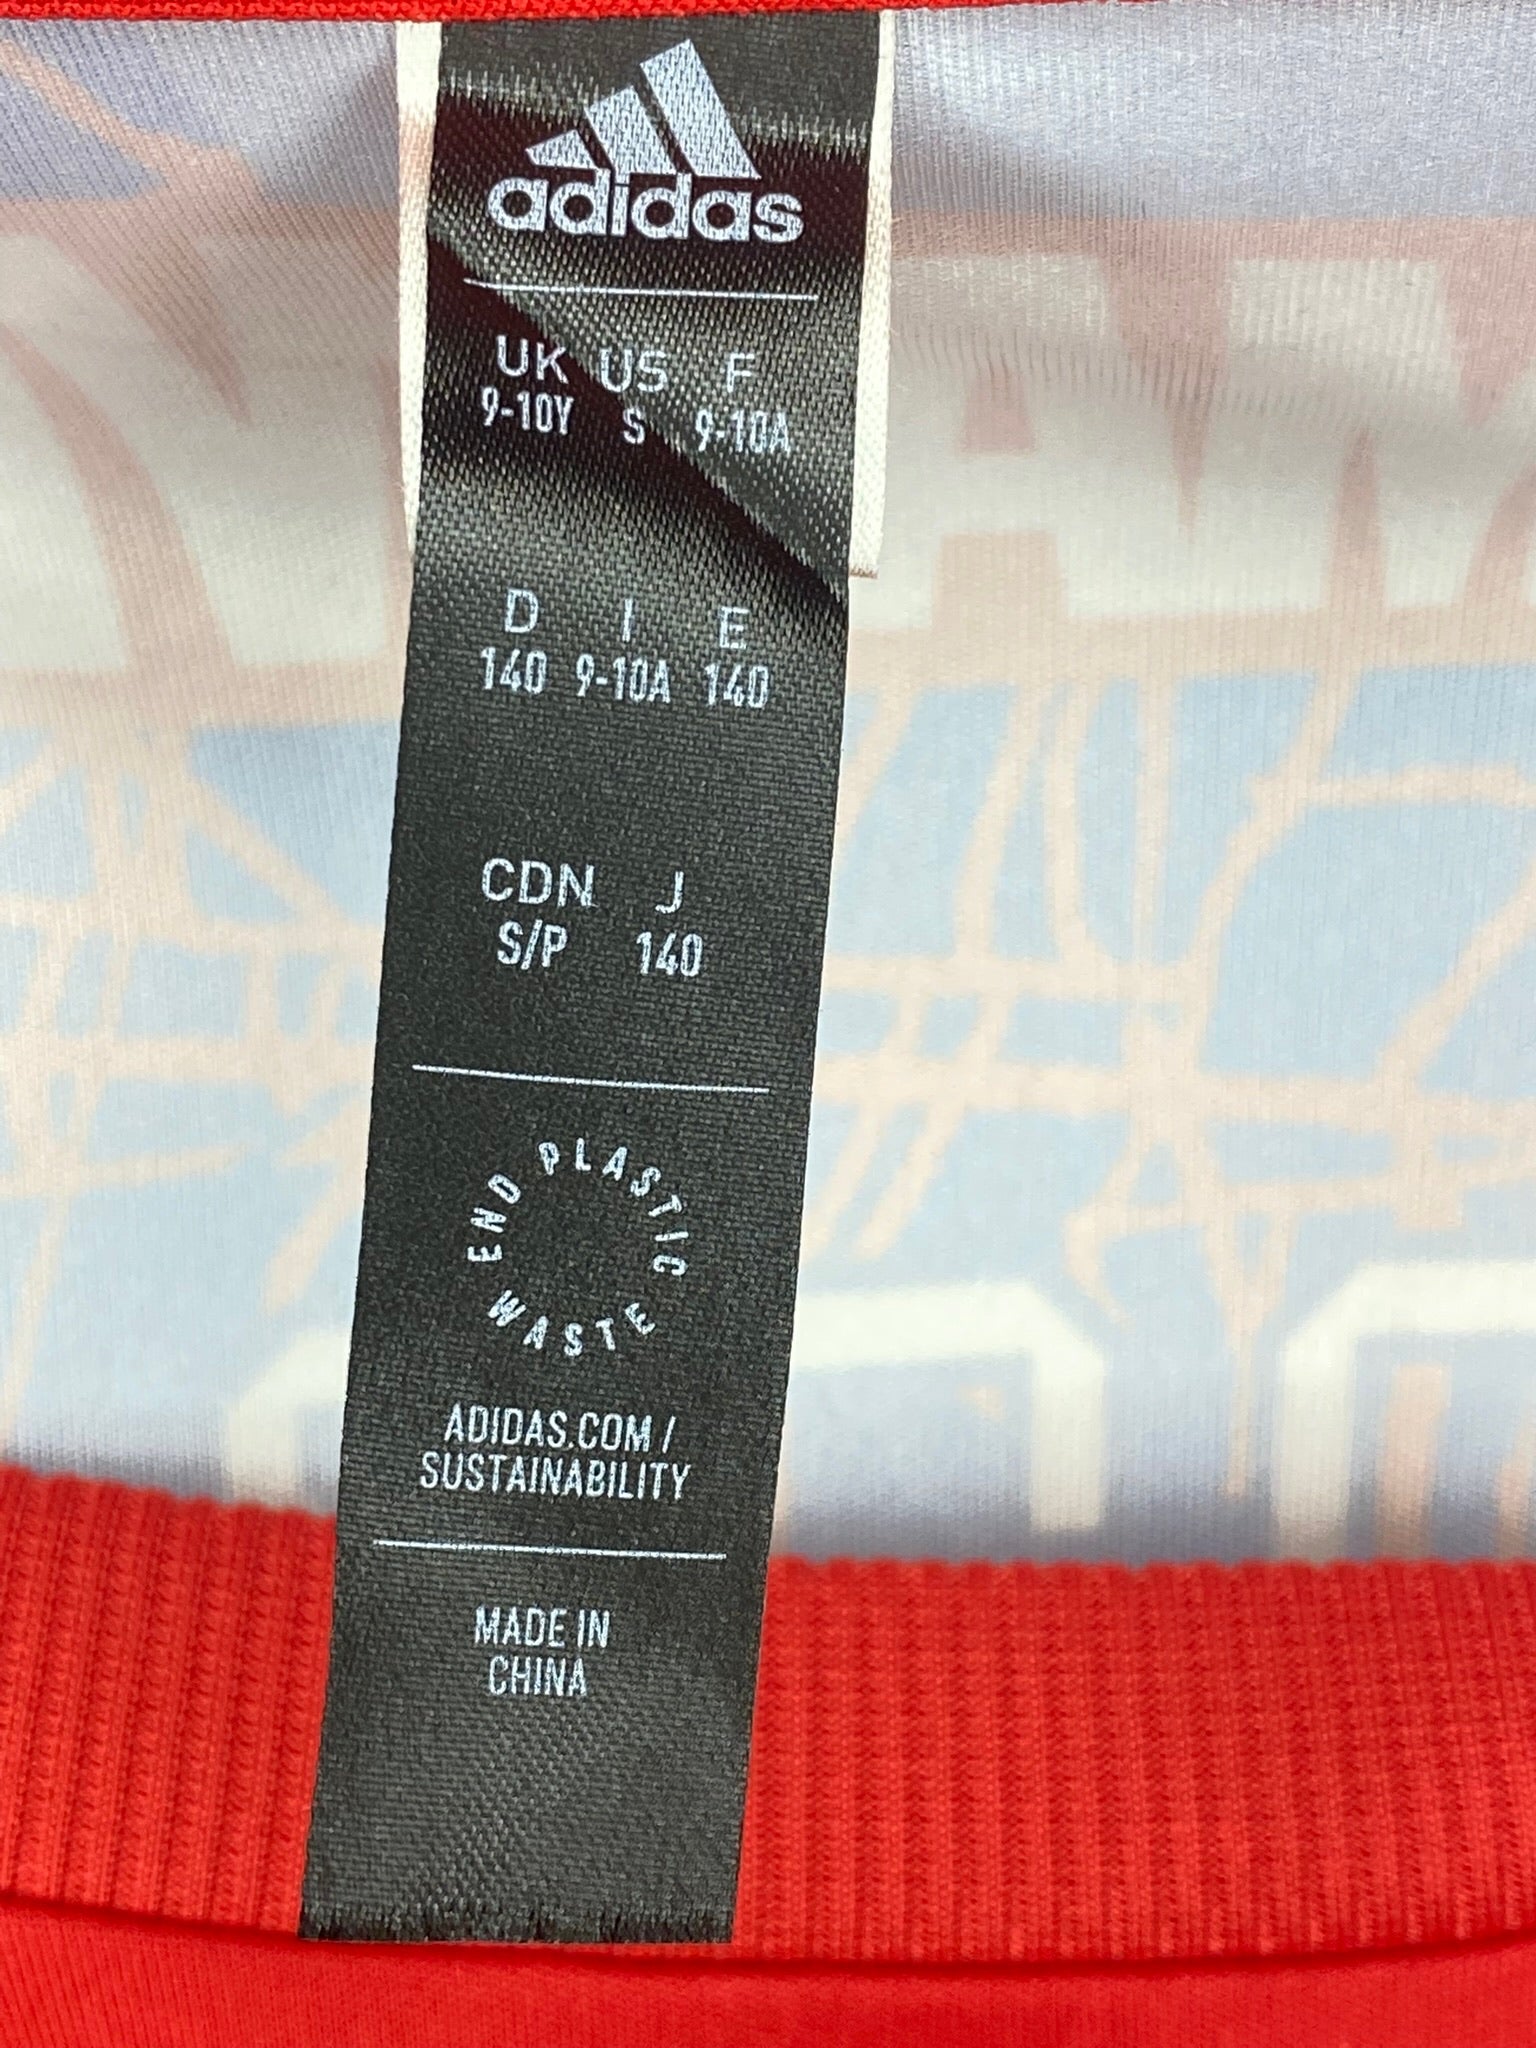 adidas
UK US F
9-10Y S 9-10A
D I E
140 9-10A 140
CDN J
S/P 140
END PLASTIC WASTE
ADIDAS.COM /
SUSTAINABILITY
MADE IN
CHINA